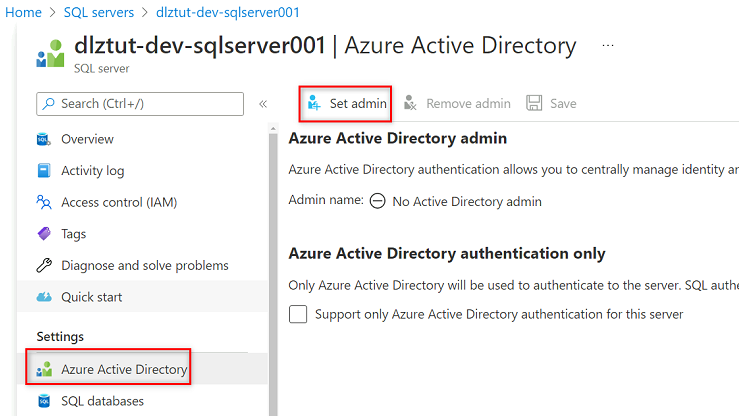 Home > SQL servers > dlztut-dev-sqlserver001
dlztut-dev-sqlserver001 | Azure Active Directory ...
SQL server
Search (Ctrl+/) «
Set admin Remove admin Save
Overview
Activity log
Access control (IAM)
Tags
Diagnose and solve problems
Quick start
Settings
Azure Active Directory
SQL databases
Azure Active Directory admin
Azure Active Directory authentication allows you to centrally manage identity
Admin name: No Active Directory admin
Azure Active Directory authentication only
Only Azure Active Directory will be used to authenticate to the server. SQL
Support only Azure Active Directory authentication for this server